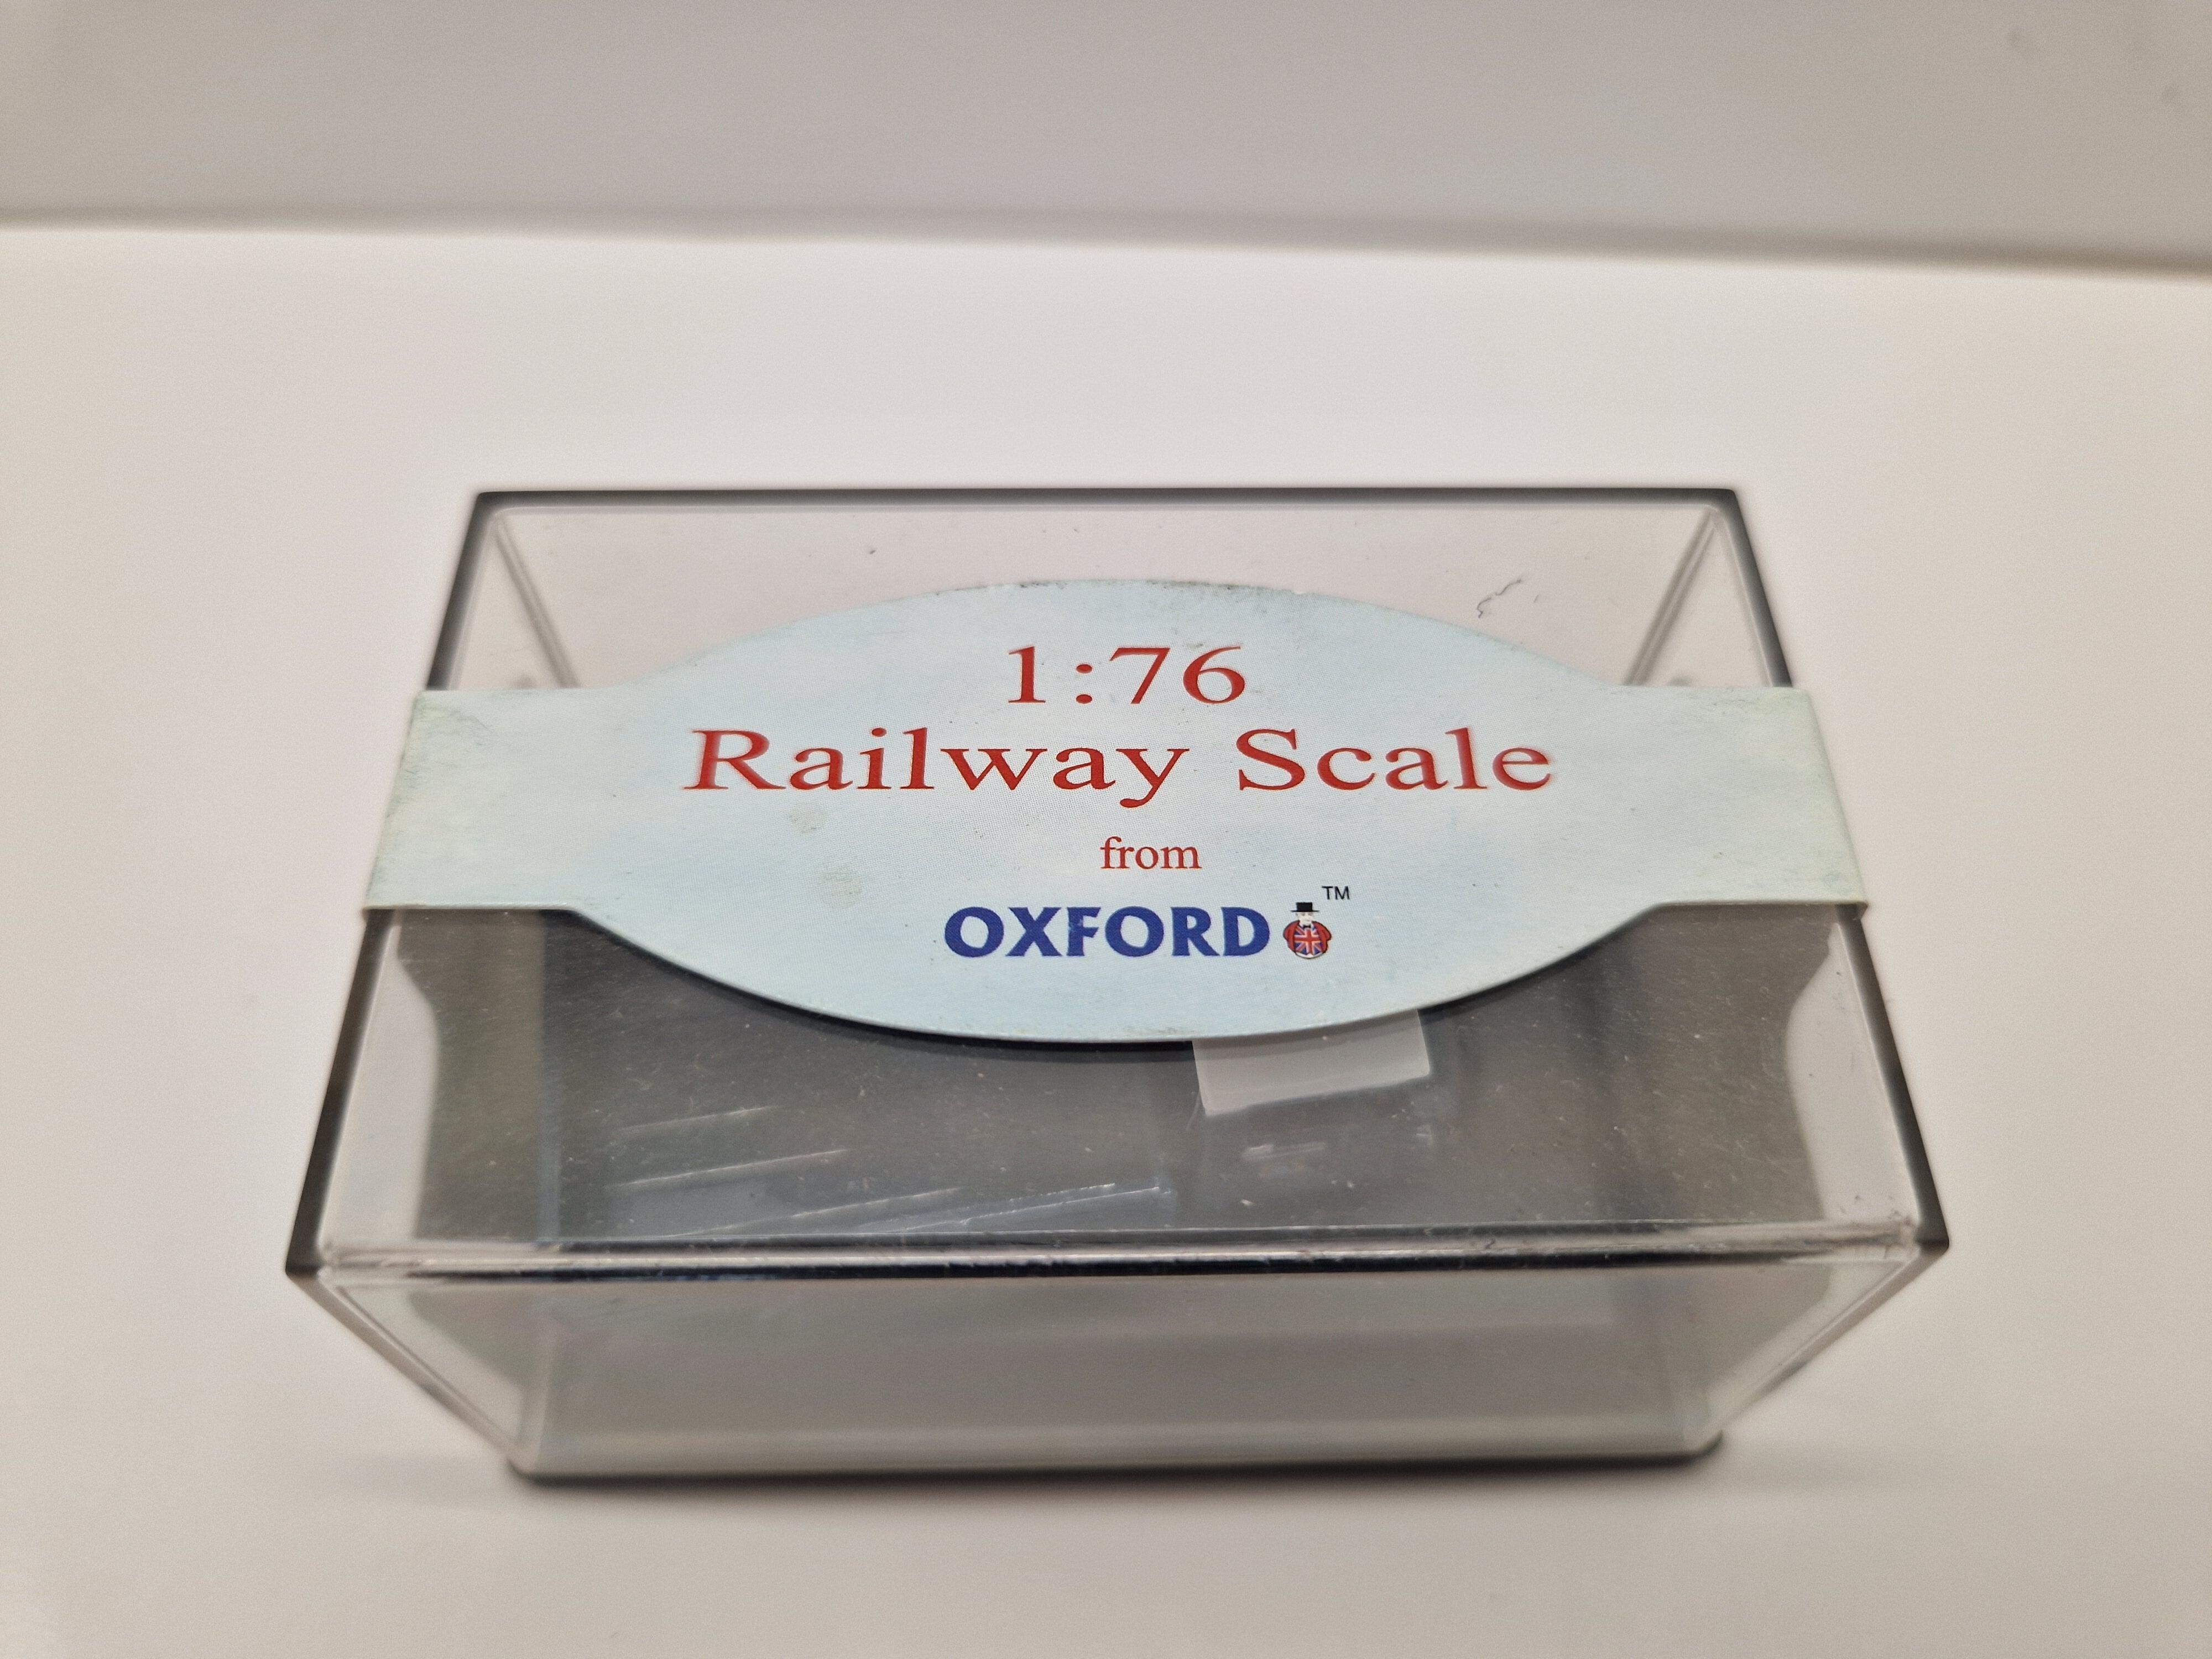 1:76
Railway Scale
from
OXFORD™